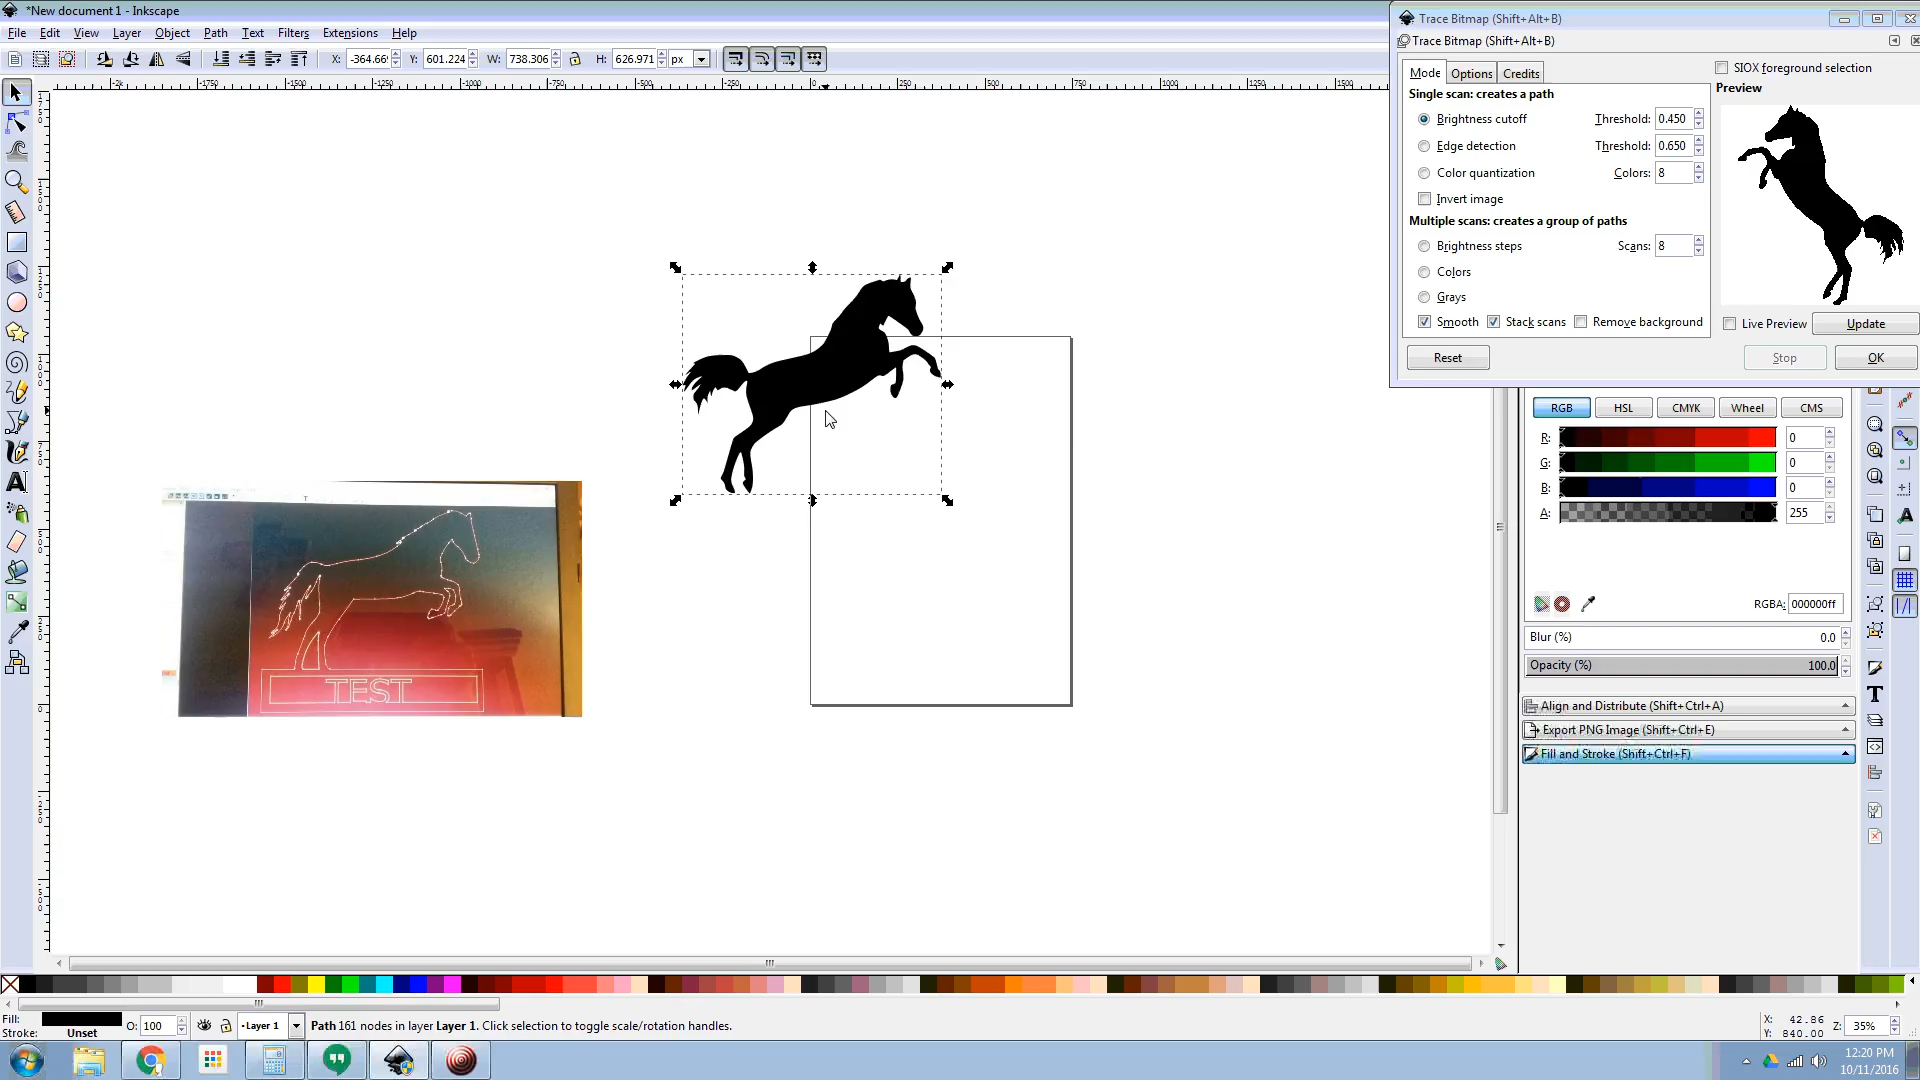 *New document 1 - Inkscape
File Edit View Layer Object Path Text Filters Extensions Help
X: -364.669 Y: 601.224 W: 738.306 H: 626.971 px
Trace Bitmap (Shift+Alt+B)
Trace Bitmap (Shift+Alt+B)
Mode Options Credits
SIOX foreground selection
Single scan: creates a path
Preview
Brightness cutoff Threshold: 0.450
Edge detection Threshold: 0.650
Color quantization Colors: 8
Invert image
Multiple scans: creates a group of paths
Brightness steps Scans: 8
Colors
Grays
Smooth Stack scans Remove background
Live Preview Update
Reset Stop OK
RGB HSL CMYK Wheel CMS
R: 0
G: 0
B: 0
A: 255
RGBA: 000000ff
Blur (%) 0.0
Opacity (%) 100.0
Align and Distribute (Shift+Ctrl+A)
Export PNG Image (Shift+Ctrl+E)
Fill and Stroke (Shift+Ctrl+F)
TEST
Fill:
Stroke: Unset
O: 100
Layer 1
Path 161 nodes in layer Layer 1. Click selection to toggle scale/rotation handles.
X: 42.86
Y: 840.00
Z: 35%
12:20 PM
10/11/2016